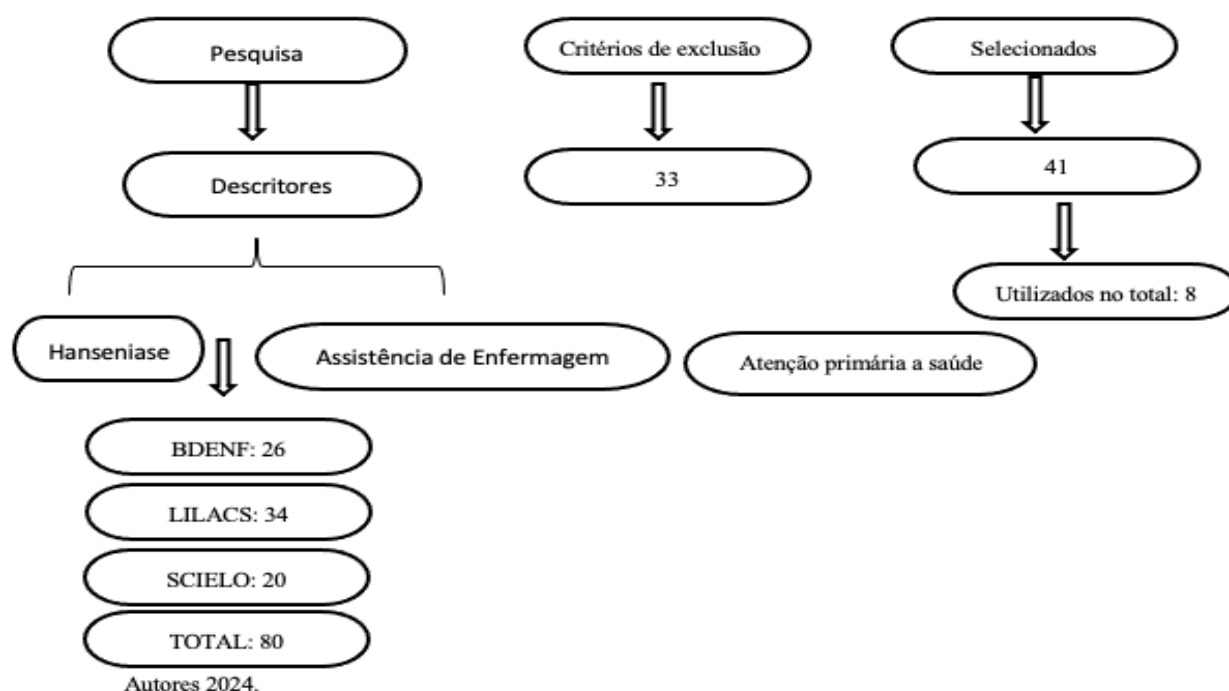 Pesquisa
Critérios de exclusão
Selecionados
Descritores
33
41
Utilizados no total: 8
Hanseniase
Assistência de Enfermagem
Atenção primária a saúde
BDENF: 26
LILACS: 34
SCIELO: 20
TOTAL: 80
Autores 2024.